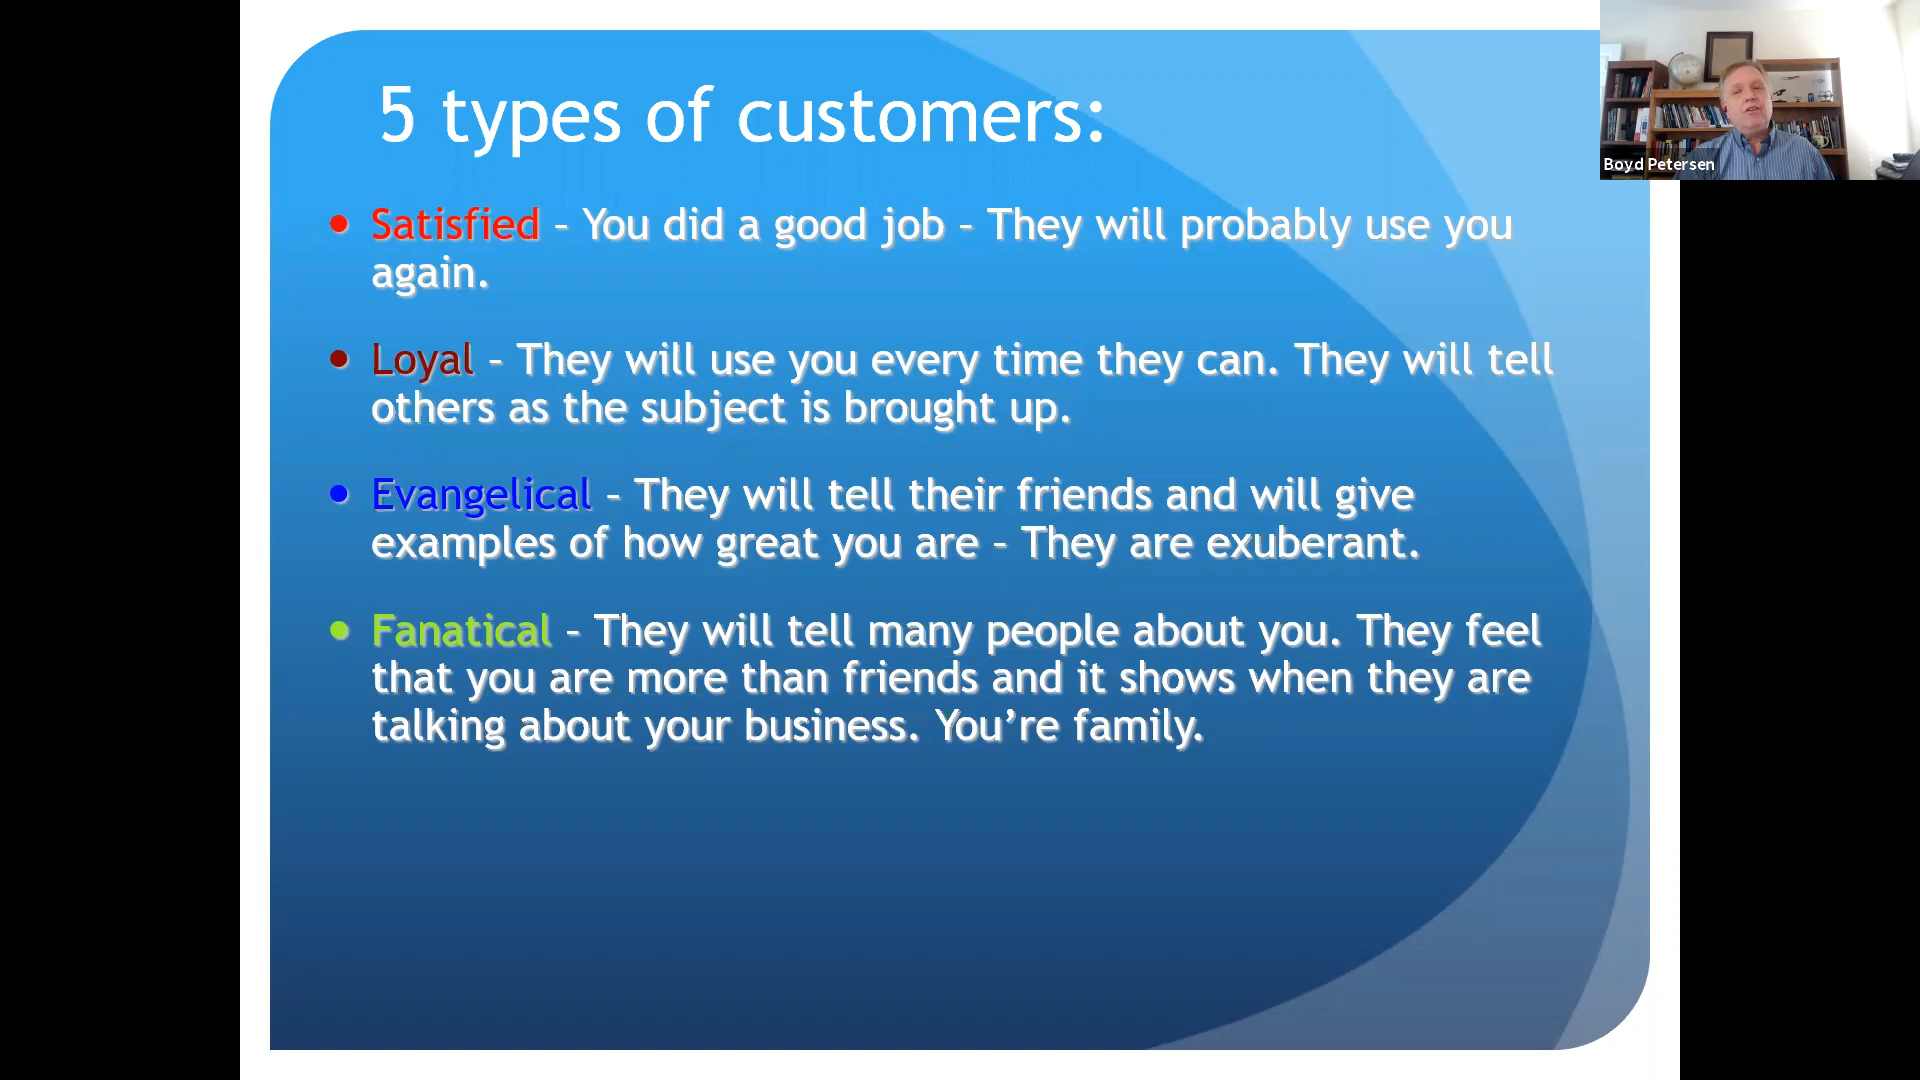 5 types of customers:
Boyd Petersen
• Satisfied – You did a good job – They will probably use you
again.
• Loyal – They will use you every time they can. They will tell
others as the subject is brought up.
• Evangelical – They will tell their friends and will give
examples of how great you are – They are exuberant.
• Fanatical – They will tell many people about you. They feel
that you are more than friends and it shows when they are
talking about your business. You’re family.